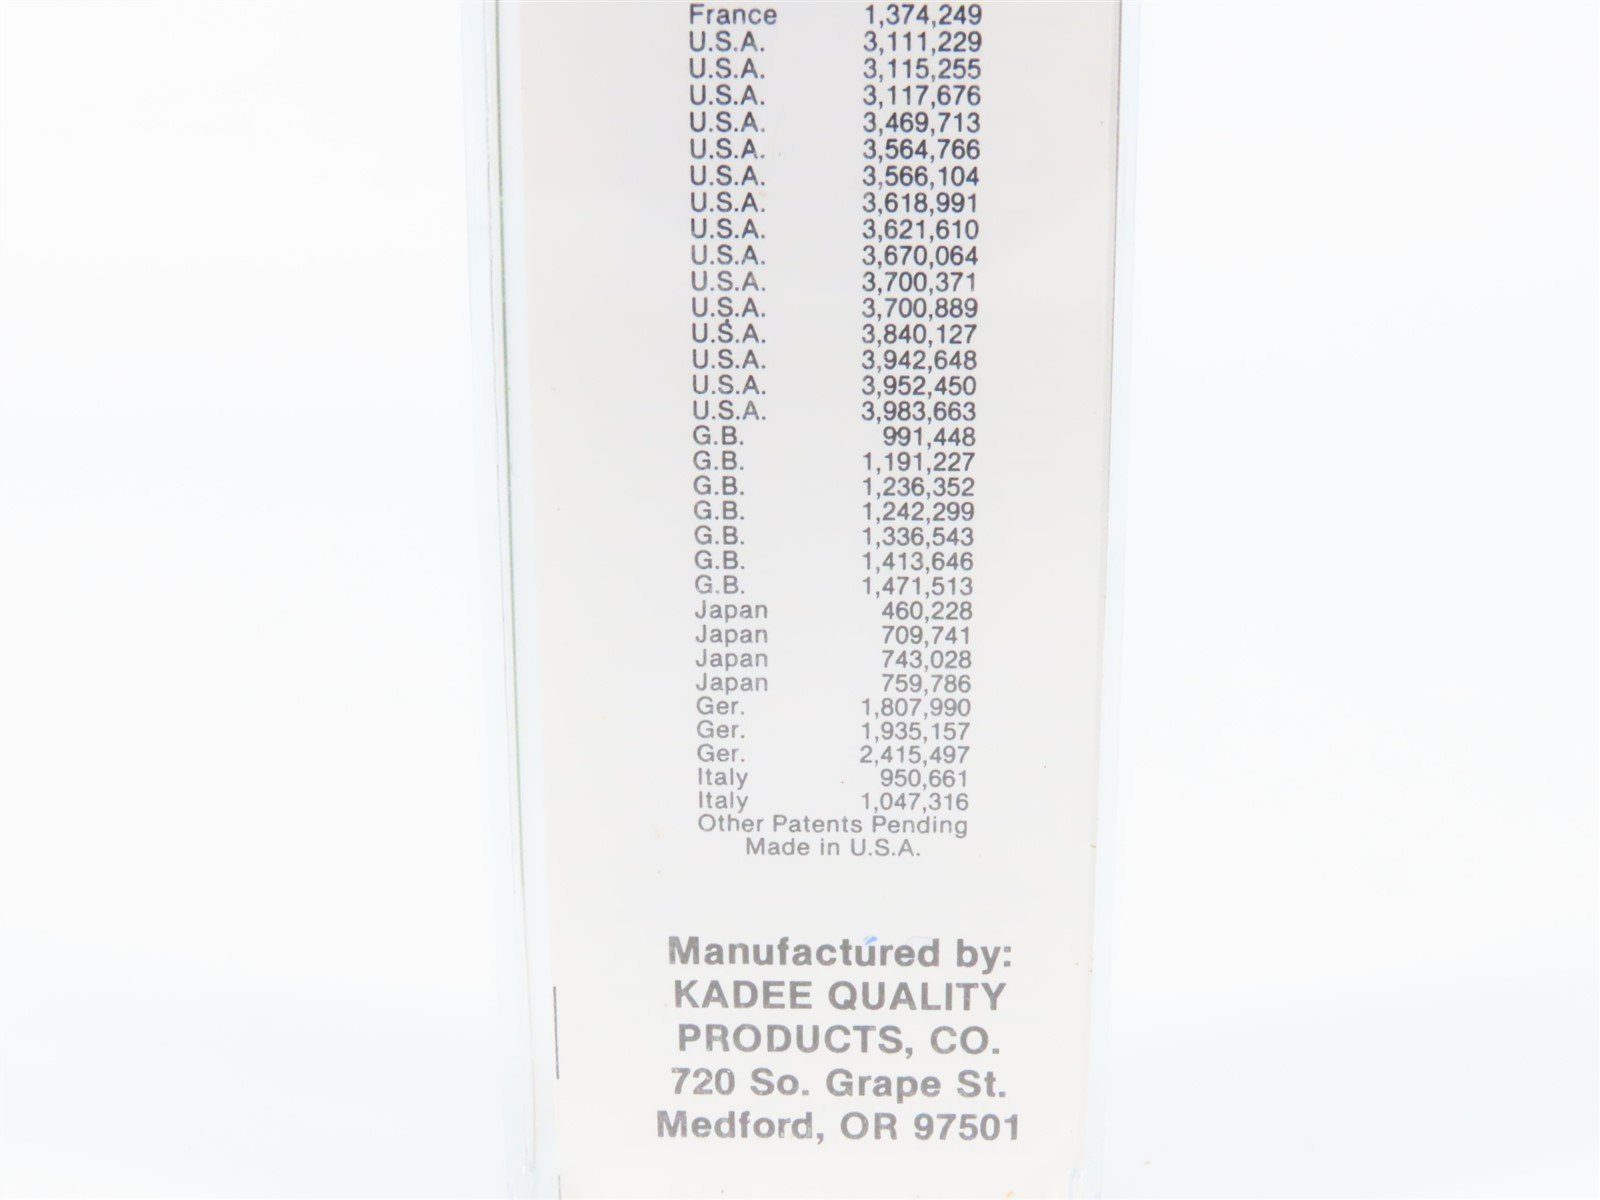 France 1,374,249
U.S.A. 3,111,229
U.S.A. 3,115,255
U.S.A. 3,117,676
U.S.A. 3,469,713
U.S.A. 3,564,766
U.S.A. 3,566,104
U.S.A. 3,618,991
U.S.A. 3,621,610
U.S.A. 3,670,064
U.S.A. 3,700,371
U.S.A. 3,700,889
U.S.A. 3,840,127
U.S.A. 3,942,648
U.S.A. 3,952,450
U.S.A. 3,983,663
G.B. 991,448
G.B. 1,191,227
G.B. 1,236,352
G.B. 1,242,299
G.B. 1,336,543
G.B. 1,413,646
G.B. 1,471,513
Japan 460,228
Japan 709,741
Japan 743,028
Japan 759,786
Ger. 1,807,990
Ger. 1,935,157
Ger. 2,415,497
Italy 950,661
Italy 1,047,316
Other Patents Pending
Made in U.S.A.
Manufactured by:
KADEE QUALITY
PRODUCTS, CO.
720 So. Grape St.
Medford, OR 97501